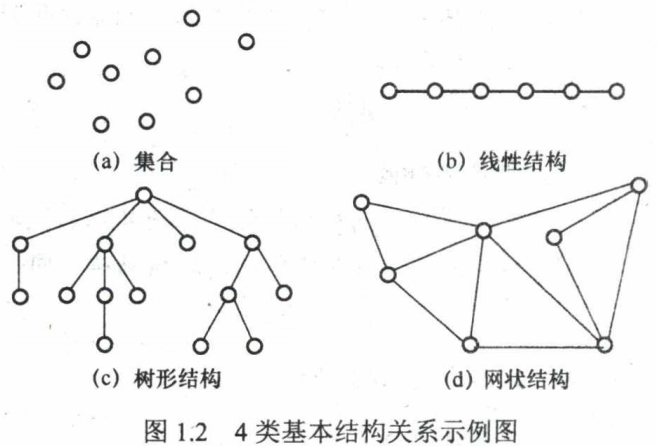 (a) 集合
(b) 线性结构
(c) 树形结构
(d) 网状结构
图 1.2 4 类基本结构关系示例图